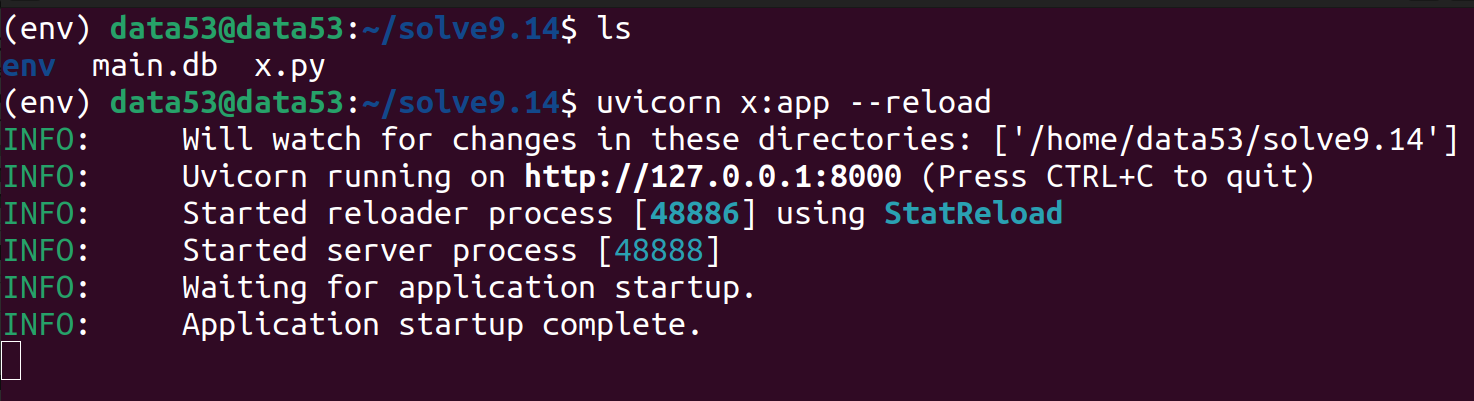 (env) data53@data53:~/solve9.14$ ls
env  main.db  x.py
(env) data53@data53:~/solve9.14$ uvicorn x:app --reload
INFO:     Will watch for changes in these directories: ['/home/data53/solve9.14']
INFO:     Uvicorn running on http://127.0.0.1:8000 (Press CTRL+C to quit)
INFO:     Started reloader process [48886] using StatReload
INFO:     Started server process [48888]
INFO:     Waiting for application startup.
INFO:     Application startup complete.